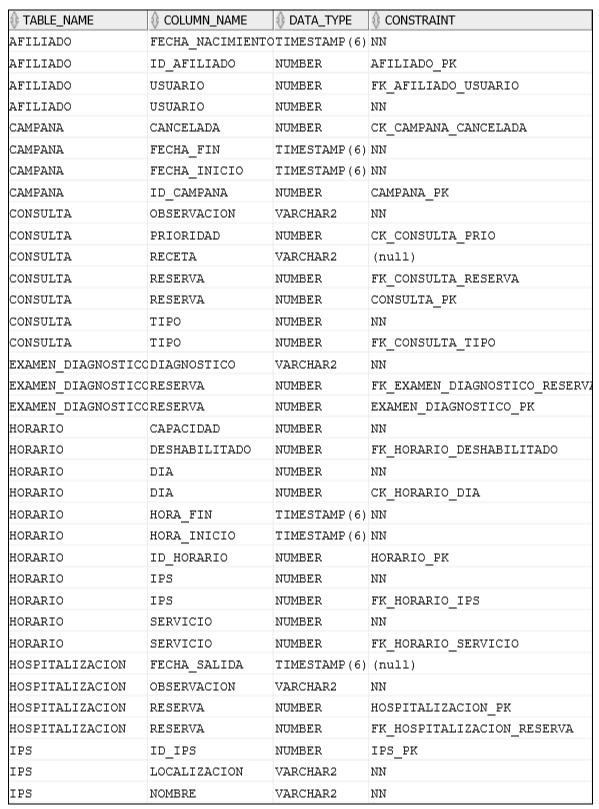 TABLE_NAME COLUMN_NAME DATA_TYPE CONSTRAINT
AFILIADO FECHA_NACIMIENTO TIMESTAMP(6) NN
AFILIADO ID_AFILIADO NUMBER AFILIADO_PK
AFILIADO USUARIO NUMBER FK_AFILIADO_USUARIO
AFILIADO USUARIO NUMBER NN
CAMPANA CANCELADA NUMBER CK_CAMPANA_CANCELADA
CAMPANA FECHA_FIN TIMESTAMP(6) NN
CAMPANA FECHA_INICIO TIMESTAMP(6) NN
CAMPANA ID_CAMPANA NUMBER CAMPANA_PK
CONSULTA OBSERVACION VARCHAR2 NN
CONSULTA PRIORIDAD NUMBER CK_CONSULTA_PRIO
CONSULTA RECETA VARCHAR2 (null)
CONSULTA RESERVA NUMBER FK_CONSULTA_RESERVA
CONSULTA RESERVA NUMBER CONSULTA_PK
CONSULTA TIPO NUMBER NN
CONSULTA TIPO NUMBER FK_CONSULTA_TIPO
EXAMEN_DIAGNOSTICO DIAGNOSTICO VARCHAR2 NN
EXAMEN_DIAGNOSTICO RESERVA NUMBER FK_EXAMEN_DIAGNOSTICO_RESERVA
EXAMEN_DIAGNOSTICO RESERVA NUMBER EXAMEN_DIAGNOSTICO_PK
HORARIO CAPACIDAD NUMBER NN
HORARIO DESHABILITADO NUMBER FK_HORARIO_DESHABILITADO
HORARIO DIA NUMBER NN
HORARIO DIA NUMBER CK_HORARIO_DIA
HORARIO HORA_FIN TIMESTAMP(6) NN
HORARIO HORA_INICIO TIMESTAMP(6) NN
HORARIO ID_HORARIO NUMBER HORARIO_PK
HORARIO IPS NUMBER NN
HORARIO IPS NUMBER FK_HORARIO_IPS
HORARIO SERVICIO NUMBER NN
HORARIO SERVICIO NUMBER FK_HORARIO_SERVICIO
HOSPITALIZACION FECHA_SALIDA TIMESTAMP(6) (null)
HOSPITALIZACION OBSERVACION VARCHAR2 NN
HOSPITALIZACION RESERVA NUMBER HOSPITALIZACION_PK
HOSPITALIZACION RESERVA NUMBER FK_HOSPITALIZACION_RESERVA
IPS ID_IPS NUMBER IPS_PK
IPS LOCALIZACION VARCHAR2 NN
IPS NOMBRE VARCHAR2 NN